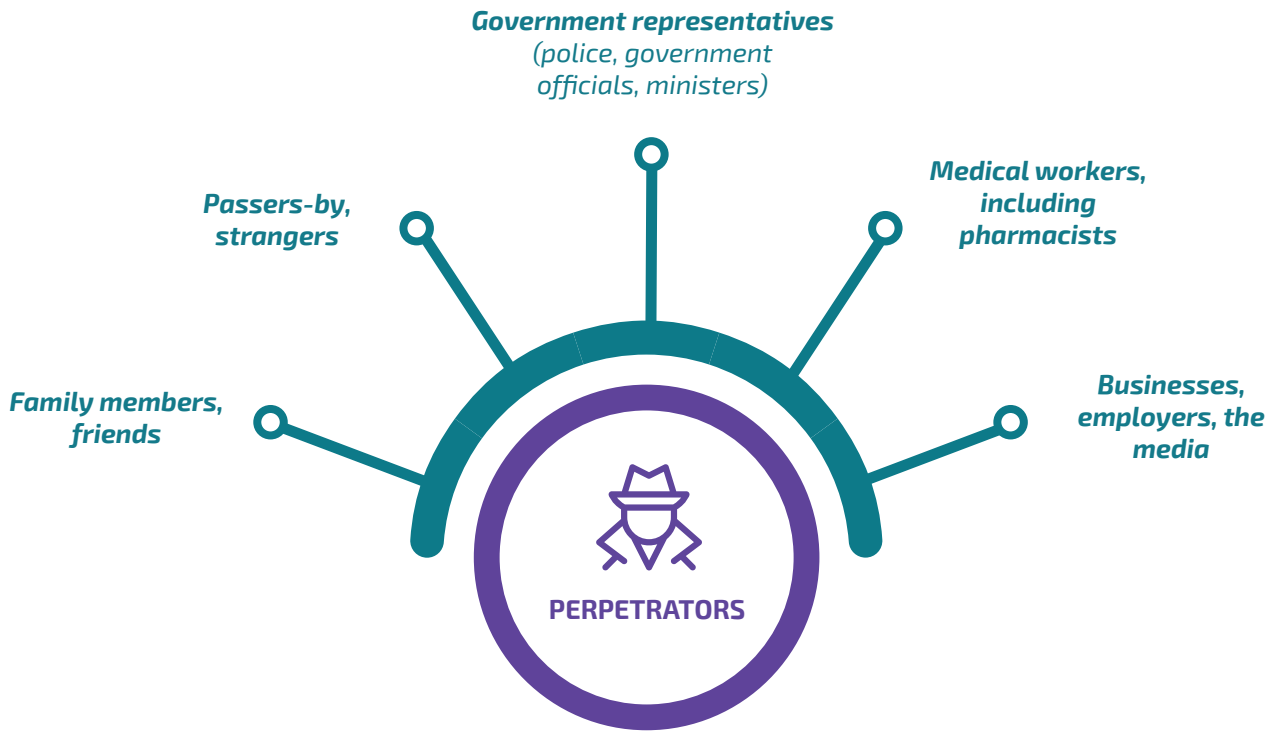 Government representatives
(police, government
officials, ministers)
Passers-by,
strangers
Medical workers,
including
pharmacists
Family members,
friends
Businesses,
employers, the
media
PERPETRATORS